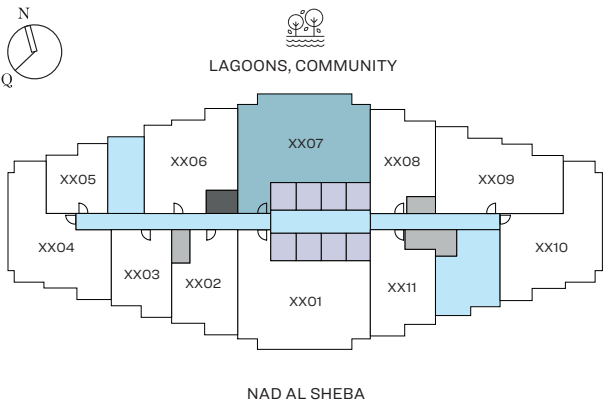 N
Q
LAGOONS, COMMUNITY
XX07
XX06
XX08
XX05
XX09
XX04
XX10
XX03
XX02
XX11
XX01
NAD AL SHEBA